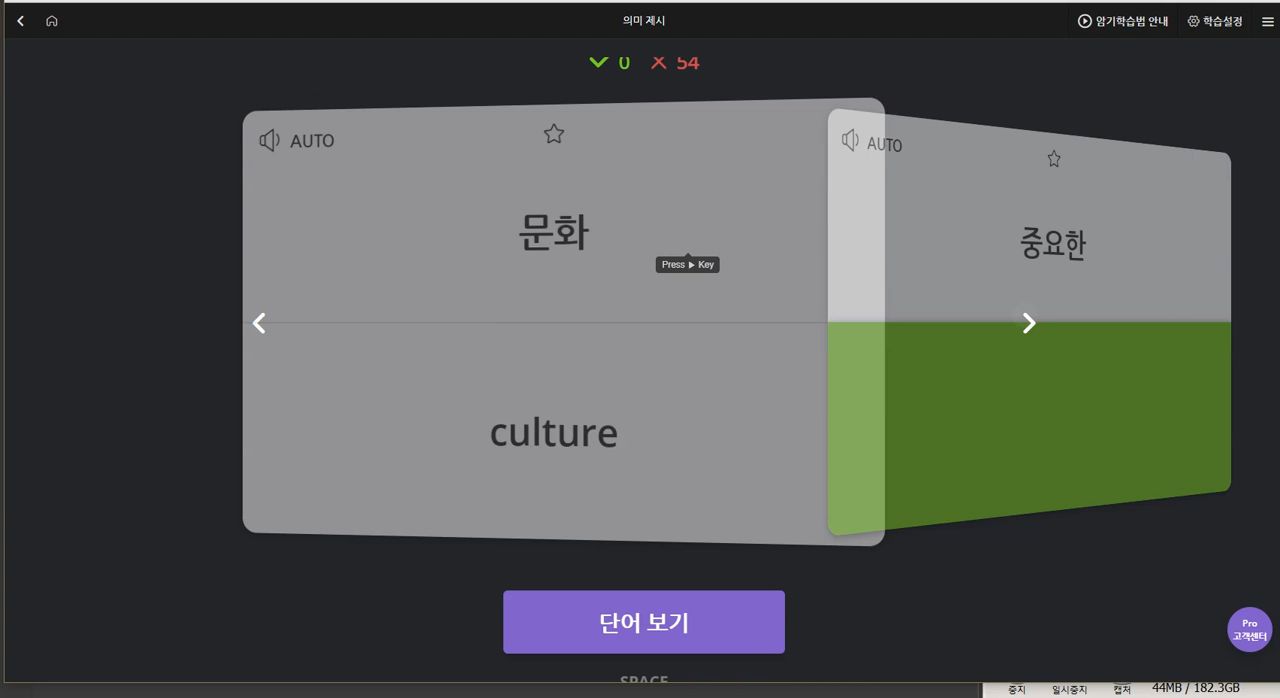 의미 제시
암기학습법 안내
학습설정
0
54
AUTO
문화
Press ▶ Key
culture
AUTO
중요한
단어 보기
SPACE
Pro
고객센터
중지
일시중지
캡처
44MB / 182.3GB